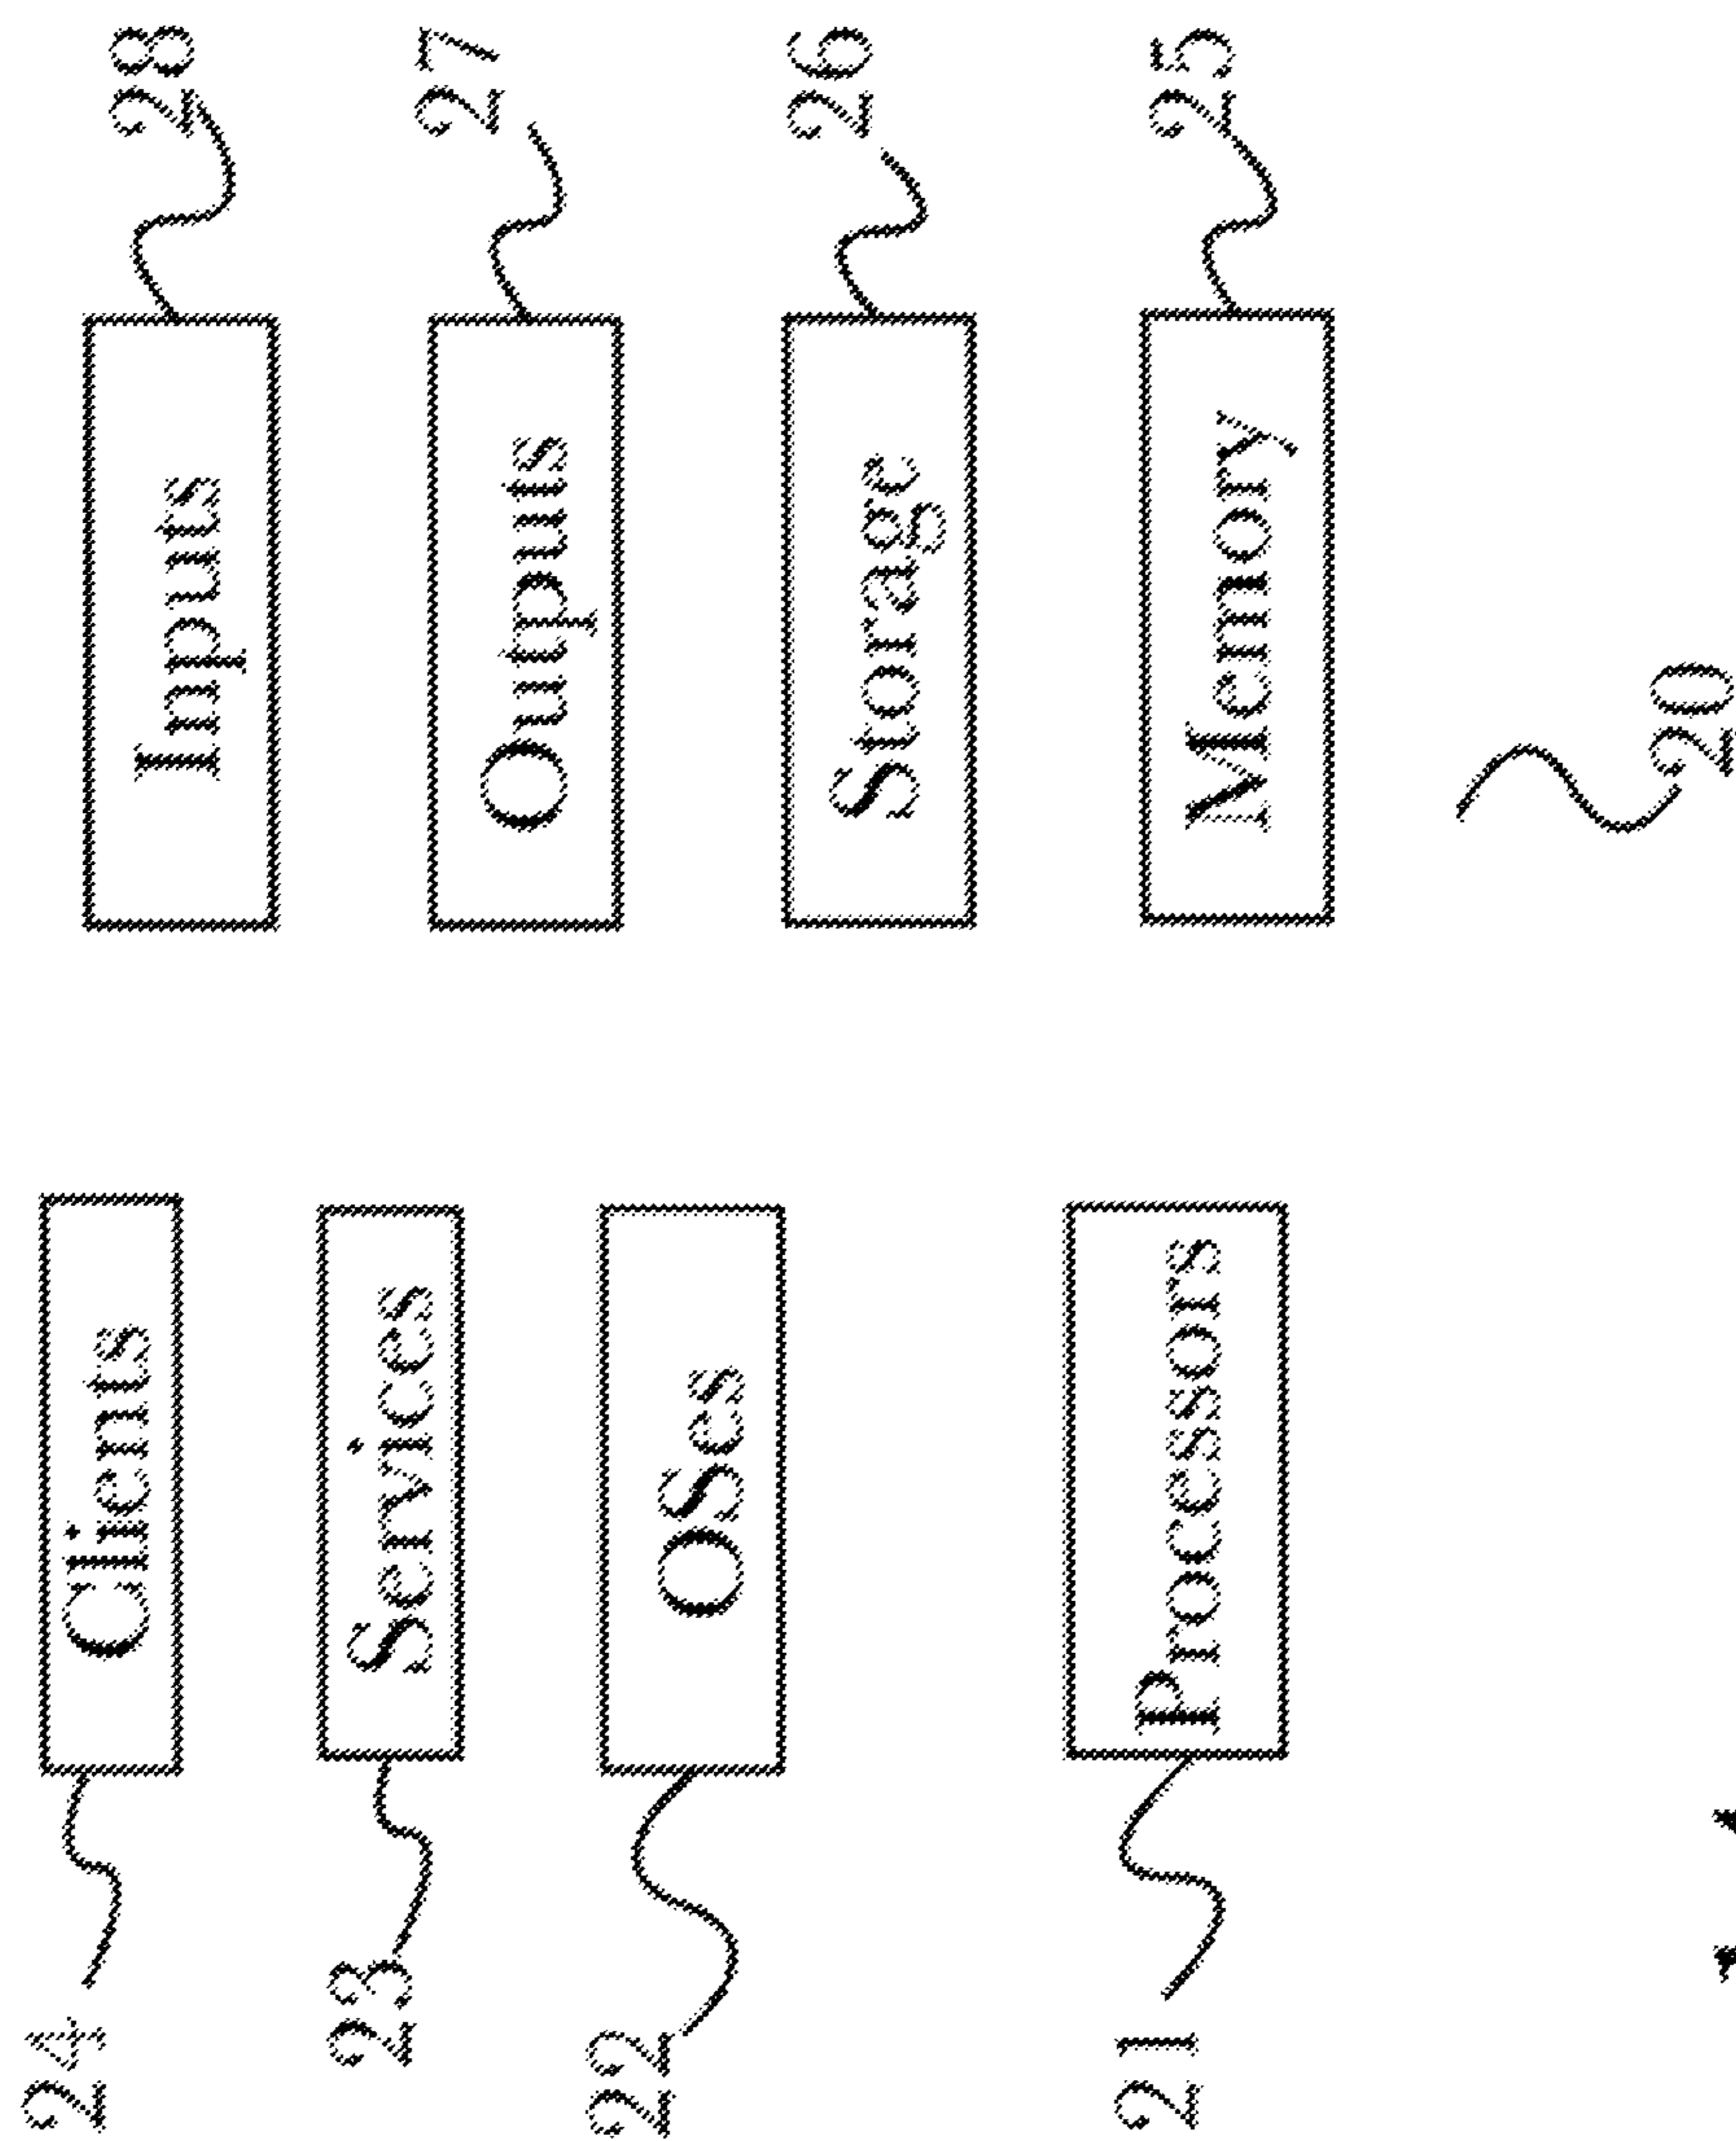 24 Clients Inputs 28
23 Services Outputs 27
22 OSes Storage 26
21 Processors Memory 25
20